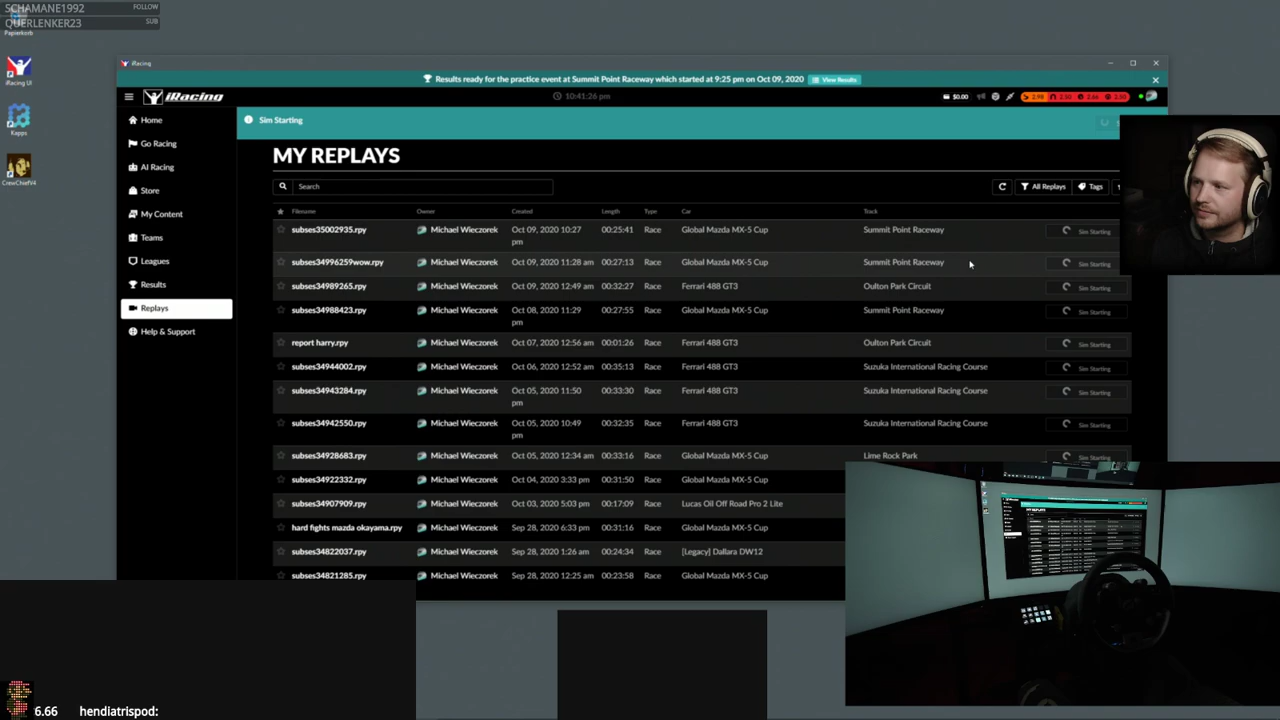 SCHAMANE1992 FOLLOW
QUERLENKER23 SUB
Papierkorb
iRacing UI
Kapps
CrewChiefV4
iRacing
Results ready for the practice event at Summit Point Raceway which started at 9:25 pm on Oct 09, 2020 View Results
iRacing
10:41:26 pm
$0.00 2.98 2.50 2.66 2.50
Sim Starting
Home
Go Racing
AI Racing
Store
My Content
Teams
Leagues
Results
Replays
Help & Support
MY REPLAYS
Search
All Replays Tags
Filename Owner Created Length Type Car Track
subses35002935.rpy Michael Wieczorek Oct 09, 2020 10:27 pm 00:25:41 Race Global Mazda MX-5 Cup Summit Point Raceway Sim Starting
subses34996259wow.rpy Michael Wieczorek Oct 09, 2020 11:28 am 00:27:13 Race Global Mazda MX-5 Cup Summit Point Raceway Sim Starting
subses34989265.rpy Michael Wieczorek Oct 09, 2020 12:49 am 00:32:27 Race Ferrari 488 GT3 Oulton Park Circuit Sim Starting
subses34988423.rpy Michael Wieczorek Oct 08, 2020 11:29 pm 00:27:55 Race Global Mazda MX-5 Cup Summit Point Raceway Sim Starting
report harry.rpy Michael Wieczorek Oct 07, 2020 12:56 am 00:01:26 Race Ferrari 488 GT3 Oulton Park Circuit Sim Starting
subses34944002.rpy Michael Wieczorek Oct 06, 2020 12:52 am 00:35:13 Race Ferrari 488 GT3 Suzuka International Racing Course Sim Starting
subses34943284.rpy Michael Wieczorek Oct 05, 2020 11:50 pm 00:33:30 Race Ferrari 488 GT3 Suzuka International Racing Course Sim Starting
subses34942550.rpy Michael Wieczorek Oct 05, 2020 10:49 pm 00:32:35 Race Ferrari 488 GT3 Suzuka International Racing Course Sim Starting
subses34928683.rpy Michael Wieczorek Oct 05, 2020 12:34 am 00:33:16 Race Global Mazda MX-5 Cup Lime Rock Park Sim Starting
subses34922332.rpy Michael Wieczorek Oct 04, 2020 3:33 pm 00:31:50 Race Global Mazda MX-5 Cup
subses34907909.rpy Michael Wieczorek Oct 03, 2020 5:03 pm 00:17:09 Race Lucas Oil Off Road Pro 2 Lite
hard fights mazda okayama.rpy Michael Wieczorek Sep 28, 2020 6:33 pm 00:31:16 Race Global Mazda MX-5 Cup
Michael Wieczorek Sep 28, 2020 1:26 am 00:24:34 Race [Legacy] Dallara DW12
subses34821285.rpy Michael Wieczorek Sep 28, 2020 12:25 am 00:23:58 Race Global Mazda MX-5 Cup
6.66 hendiatrispod: